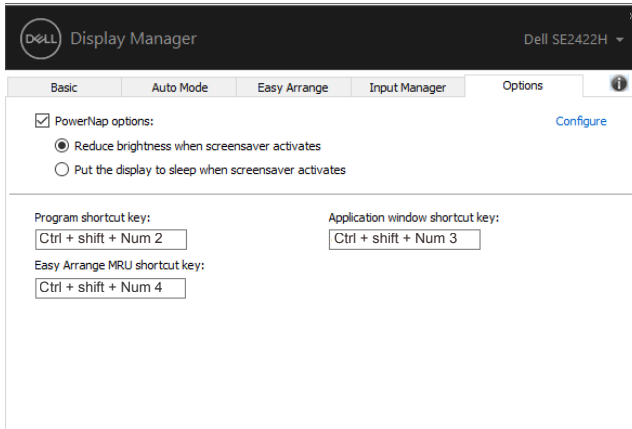 DELL Display Manager Dell SE2422H
Basic Auto Mode Easy Arrange Input Manager Options
PowerNap options: Configure
Reduce brightness when screensaver activates
Put the display to sleep when screensaver activates
Program shortcut key: Application window shortcut key:
Ctrl + shift + Num 2 Ctrl + shift + Num 3
Easy Arrange MRU shortcut key:
Ctrl + shift + Num 4